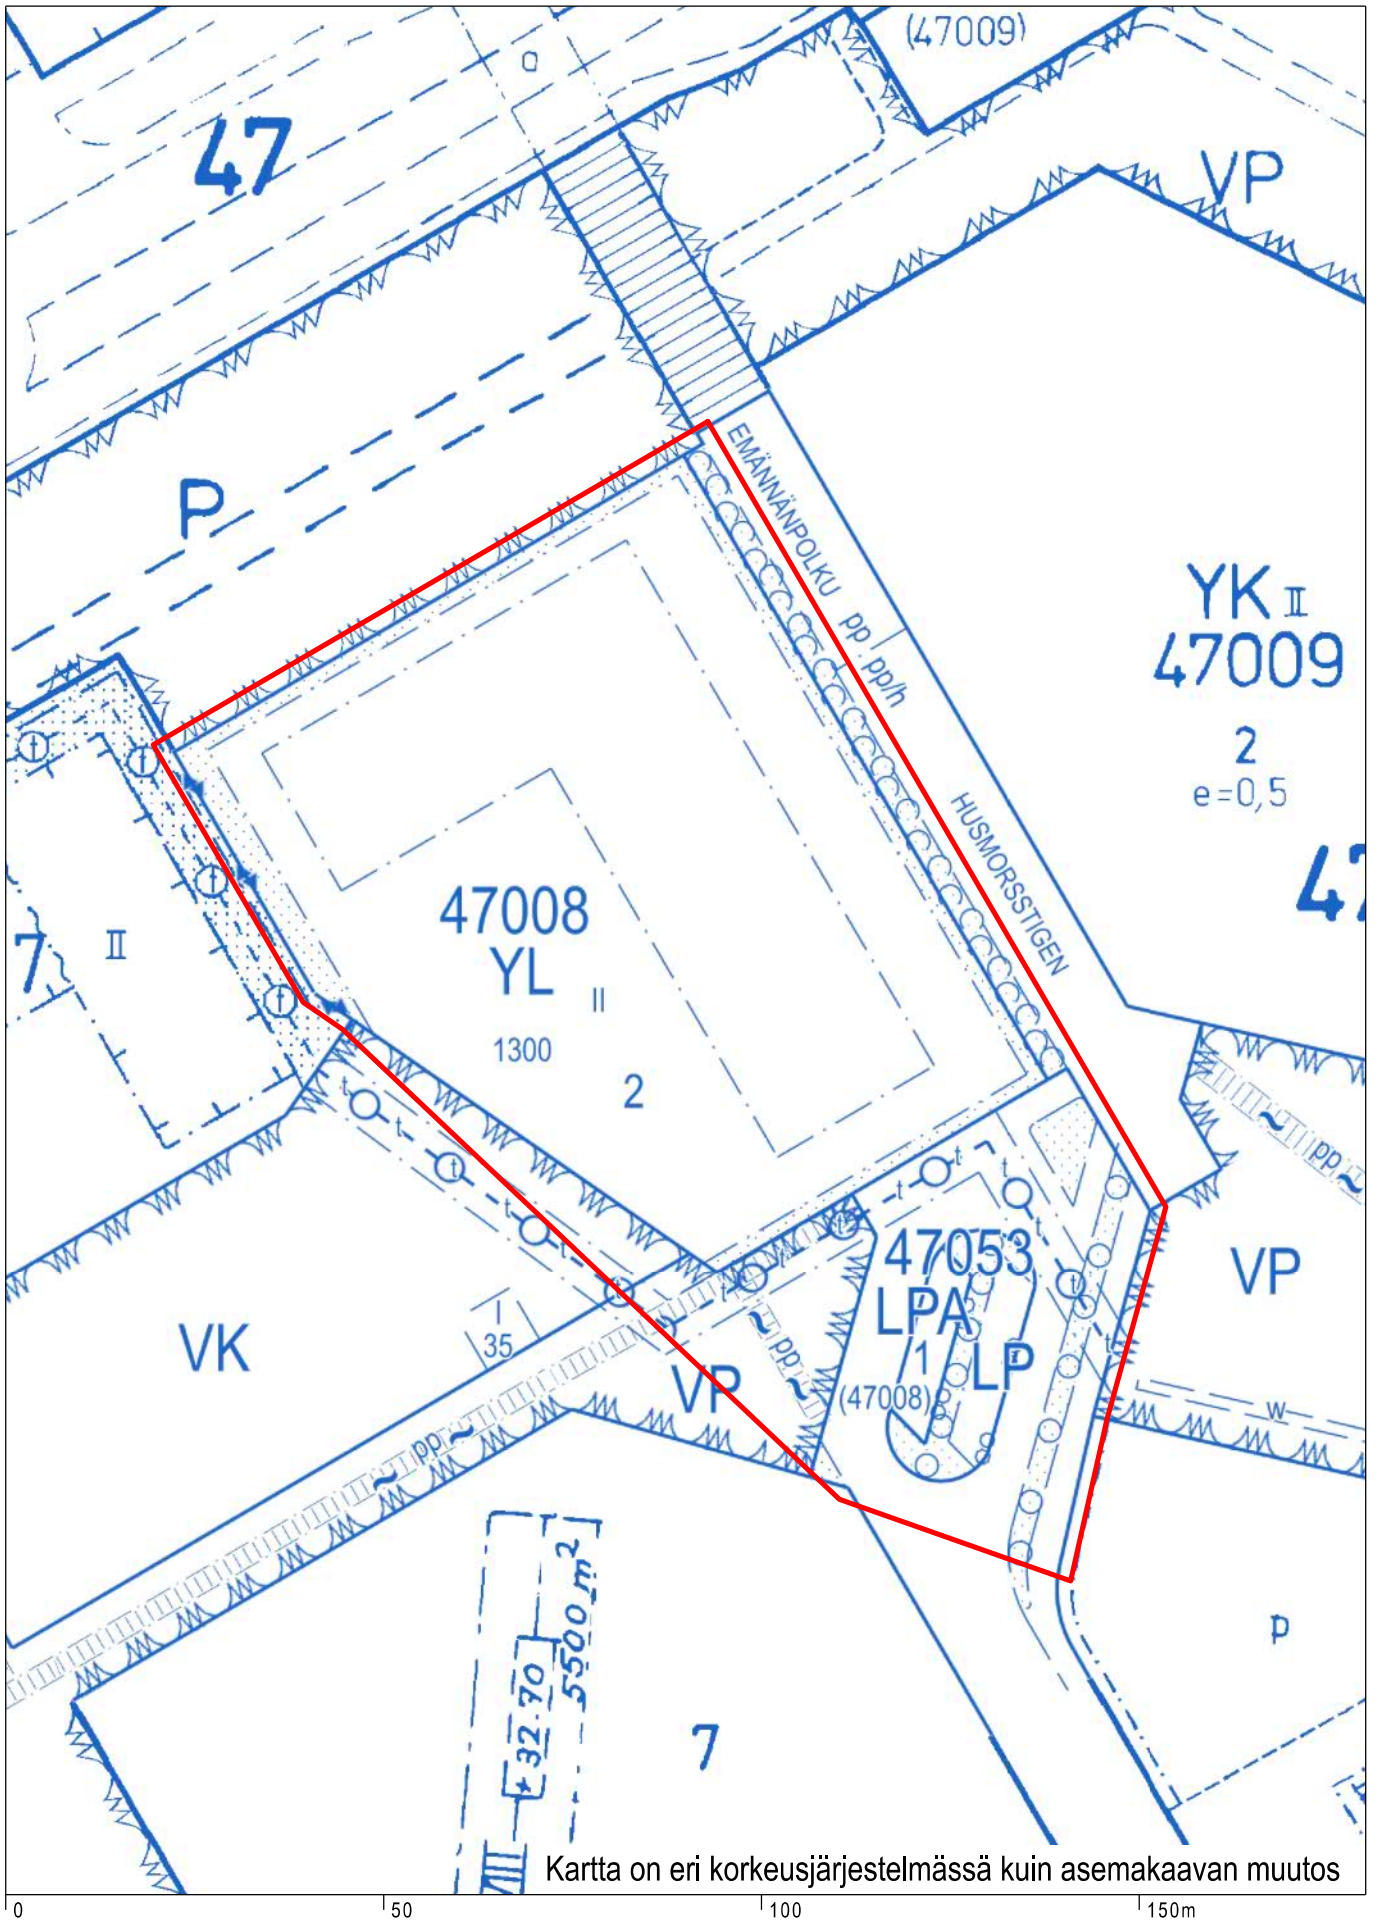 (47009)
47
VP
P
EMÄNNÄNPOLKU pp pp/h
HUSMORSSTIGEN
YK II
47009
2
e=0,5
47
7
II
47008
YL
II
1300
2
pp
47053
LPA
1
LP
(47008)
VP
VK
I
35
VP
pp
pp
w
p
5500 m²
+ 32.70
7
VIII
Kartta on eri korkeusjärjestelmässä kuin asemakaavan muutos
0 50 100 150m